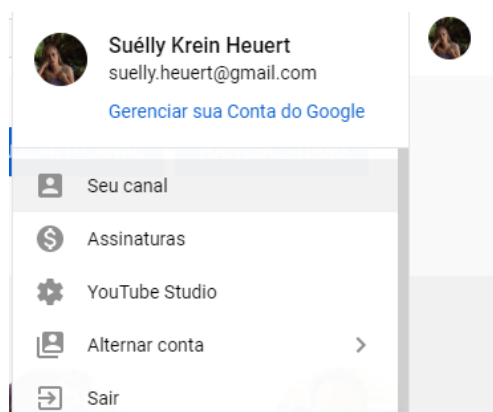 Suélly Krein Heuert
suelly.heuert@gmail.com
Gerenciar sua Conta do Google
Seu canal
Assinaturas
YouTube Studio
Alternar conta
Sair